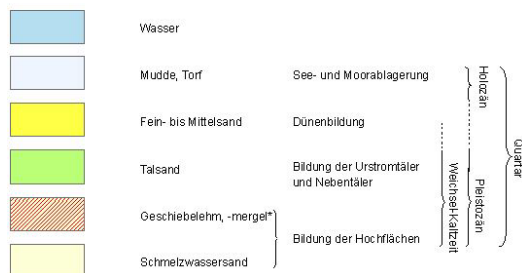 Wasser
Mudde, Torf
See- und Moorablagerung
Fein- bis Mittelsand
Dünenbildung
Talsand
Bildung der Urstromtäler
und Nebentäler
Geschiebelehm, -mergel*
Schmelzwassersand
Bildung der Hochflächen
Weichsel-Kaltzeit
Holozän
Pleistozän
Quartär